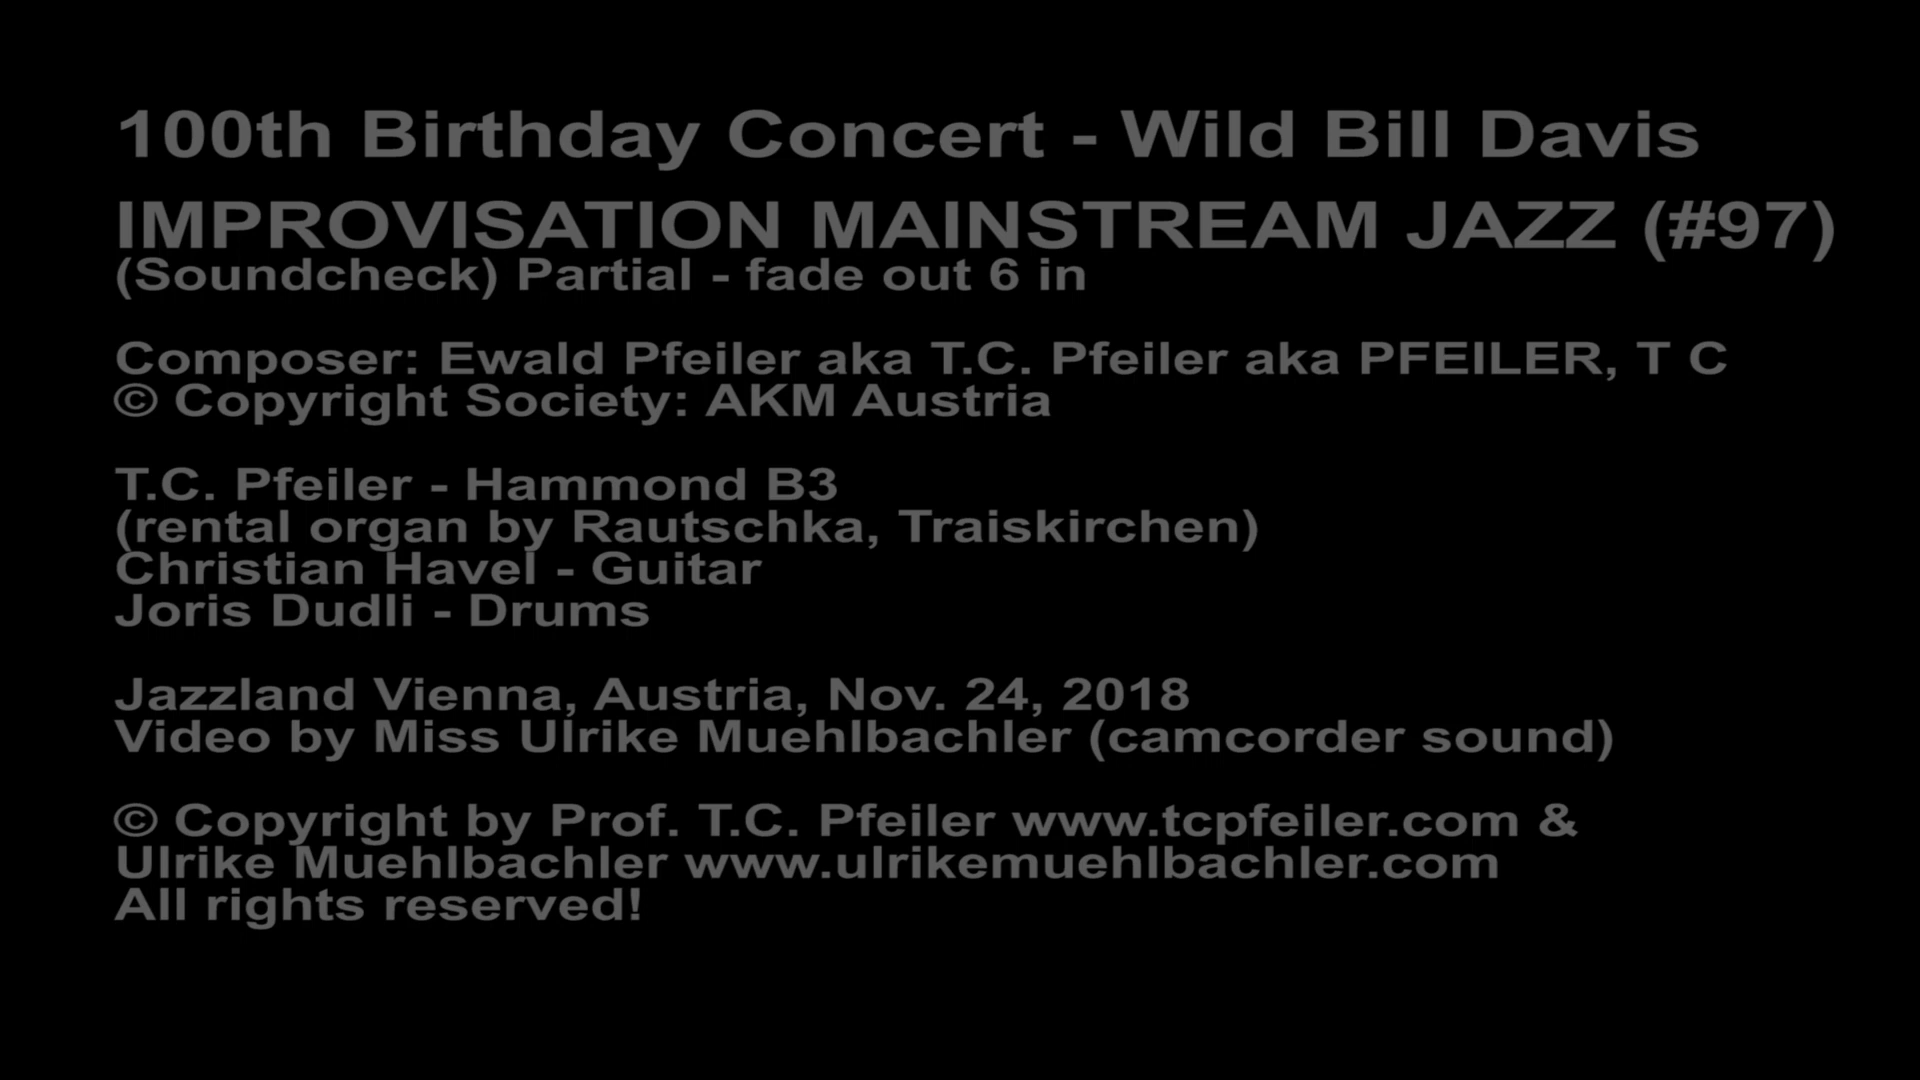 100th Birthday Concert - Wild Bill Davis
IMPROVISATION MAINSTREAM JAZZ (#97)
(Soundcheck) Partial - fade out 6 in
Composer: Ewald Pfeiler aka T.C. Pfeiler aka PFEILER, T C
© Copyright Society: AKM Austria
T.C. Pfeiler - Hammond B3
(rental organ by Rautschka, Traiskirchen)
Christian Havel - Guitar
Joris Dudli - Drums
Jazzland Vienna, Austria, Nov. 24, 2018
Video by Miss Ulrike Muehlbachler (camcorder sound)
© Copyright by Prof. T.C. Pfeiler www.tcpfeiler.com &
Ulrike Muehlbachler www.ulrikemuehlbachler.com
All rights reserved!